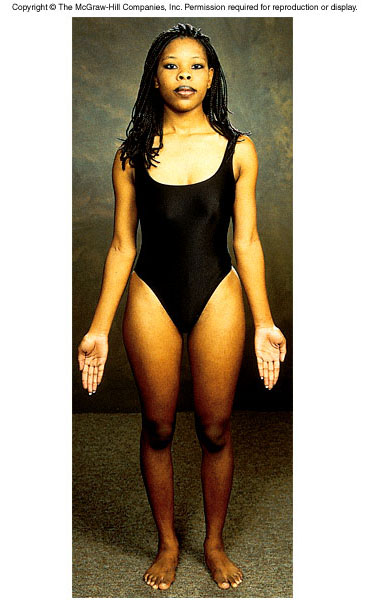 Copyright © The McGraw-Hill Companies, Inc. Permission required for reproduction or display.